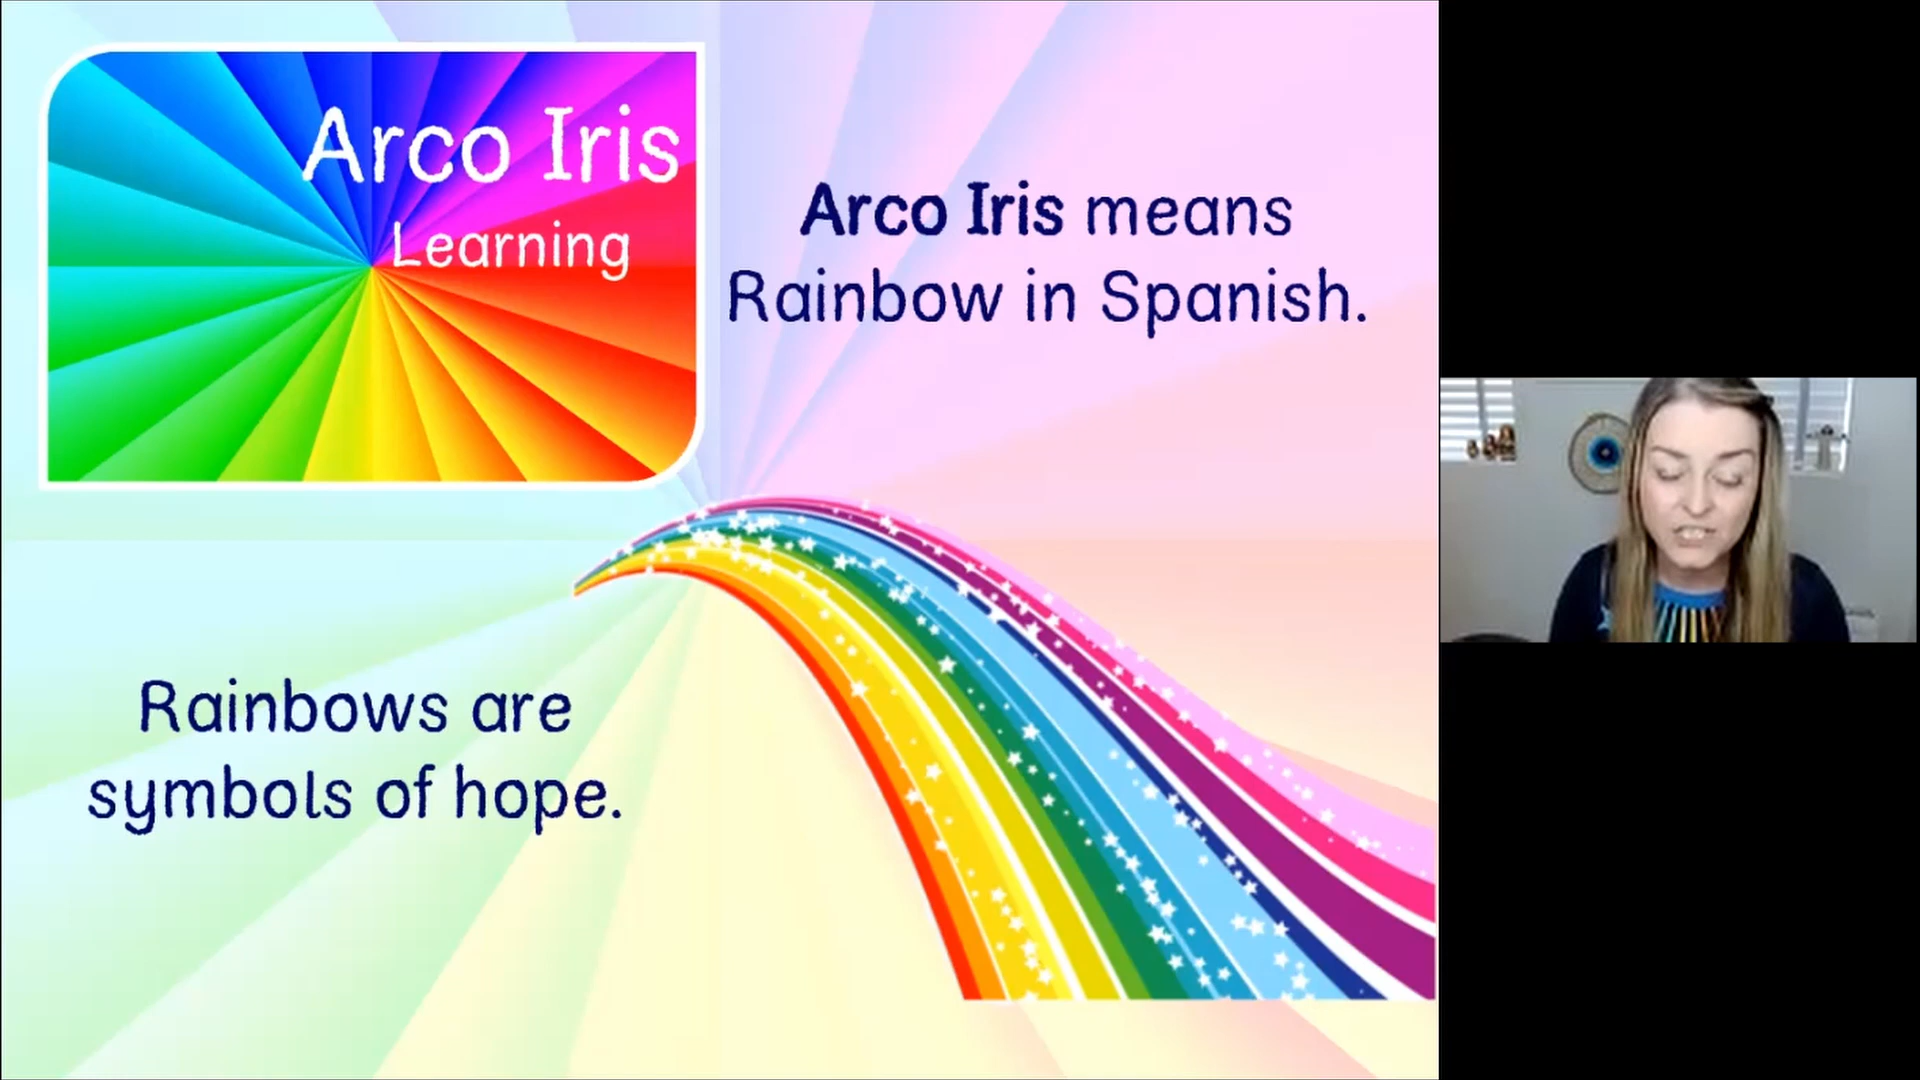 Arco Iris
Learning
Arco Iris means
Rainbow in Spanish.
Rainbows are
symbols of hope.